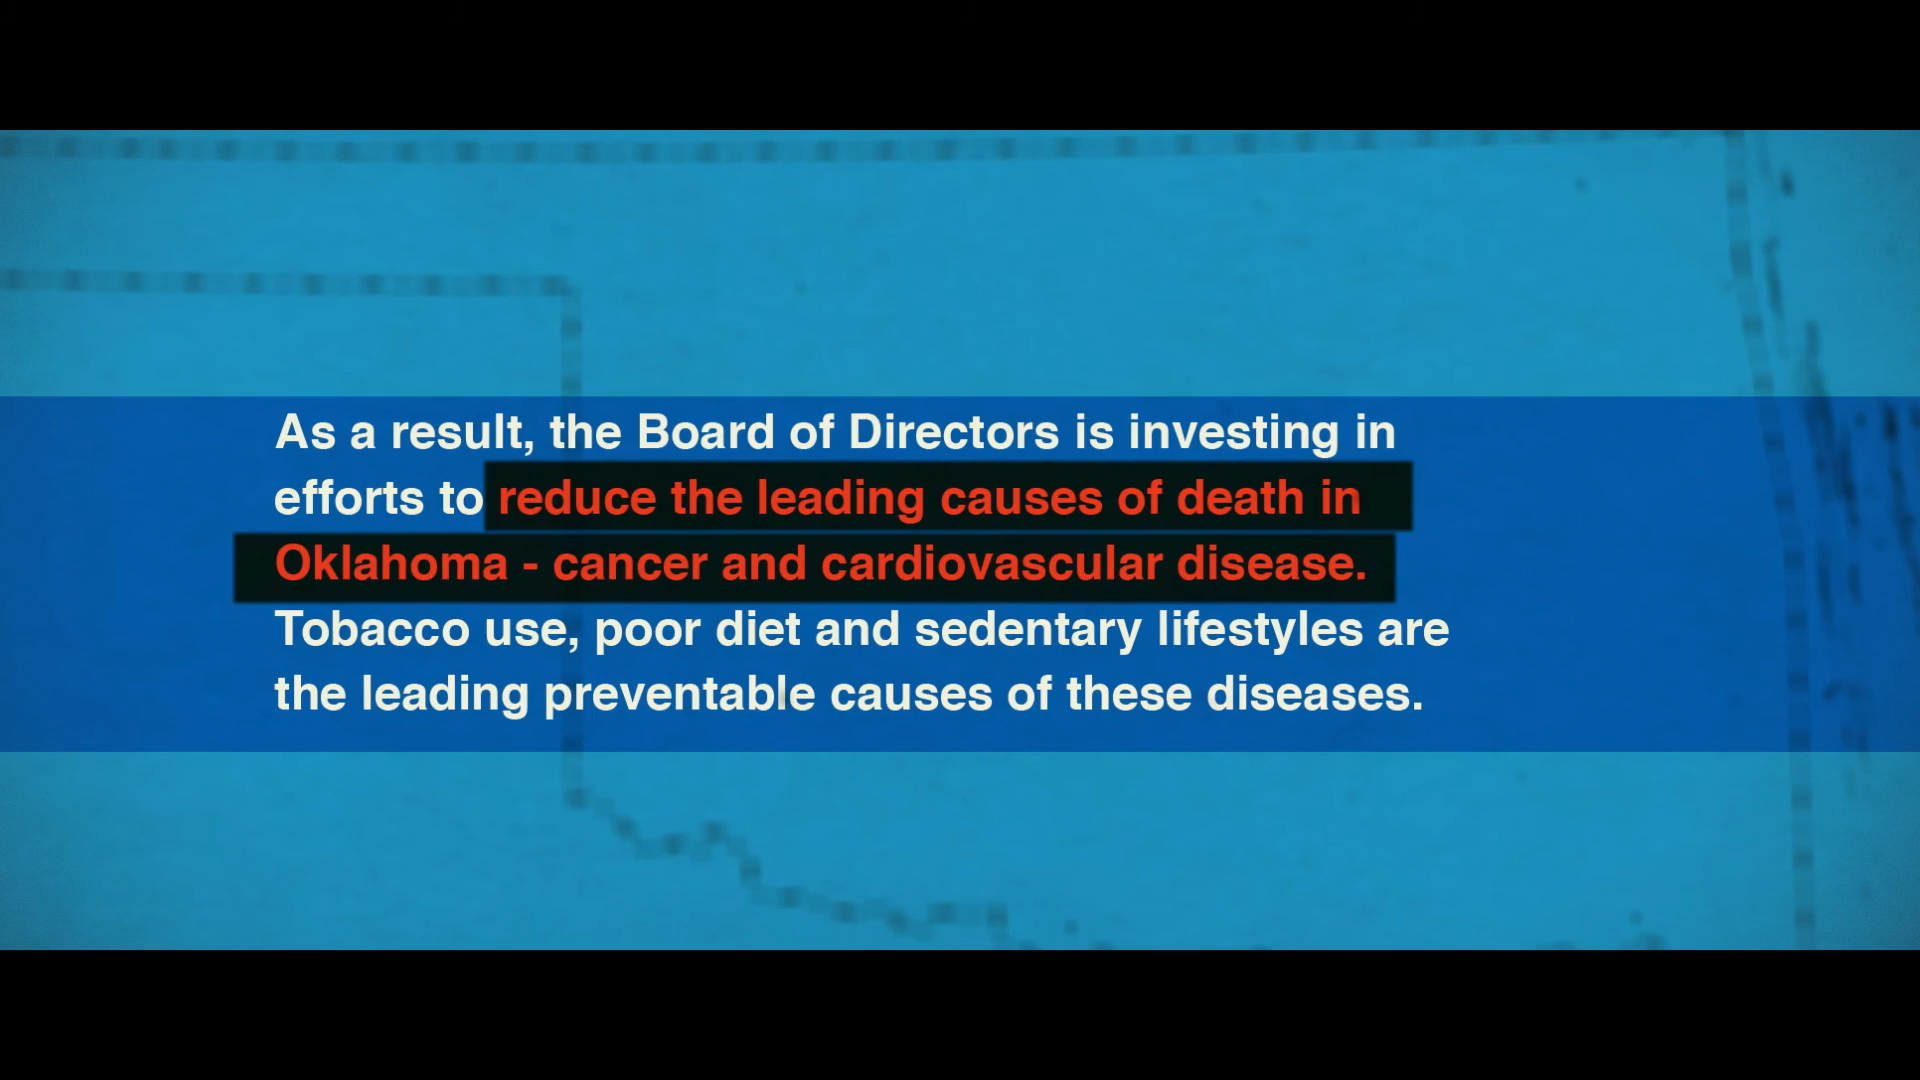 As a result, the Board of Directors is investing in
efforts to reduce the leading causes of death in
Oklahoma - cancer and cardiovascular disease.
Tobacco use, poor diet and sedentary lifestyles are
the leading preventable causes of these diseases.